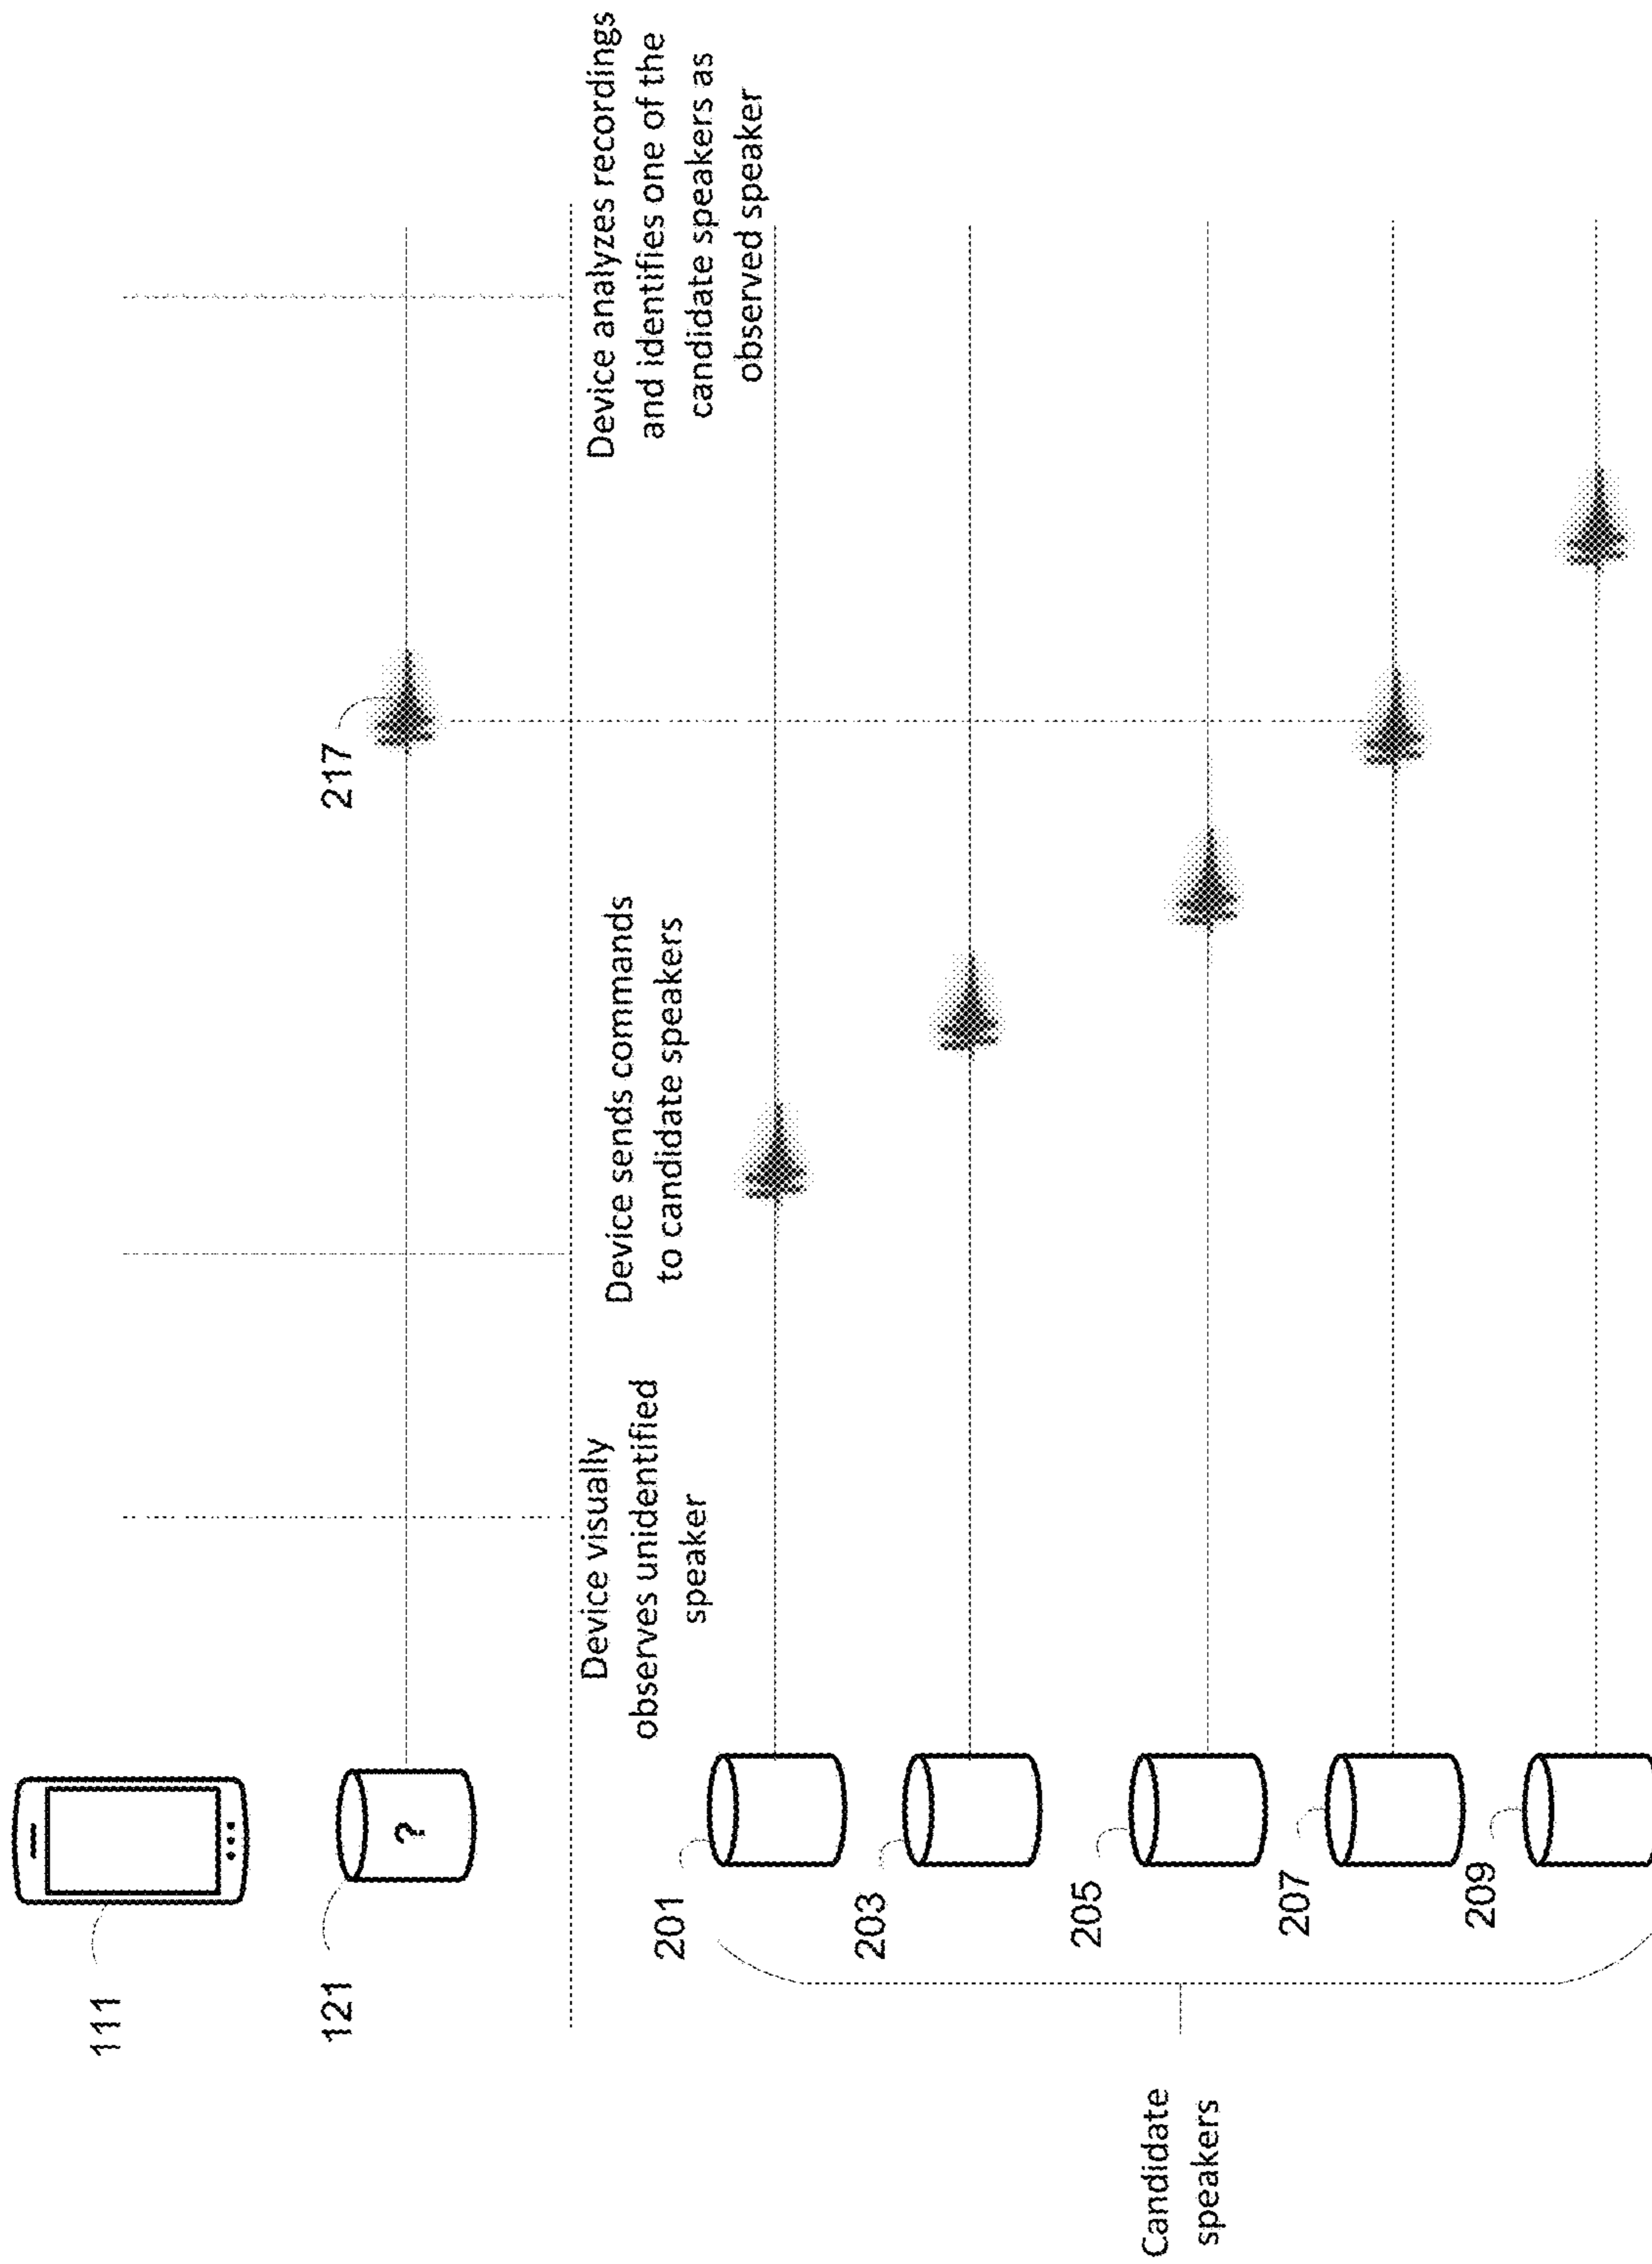 111
121
?
217
Device visually
observes unidentified
speaker
Device sends commands
to candidate speakers
Device analyzes recordings
and identifies one of the
candidate speakers as
observed speaker
201
203
205
207
209
Candidate
speakers